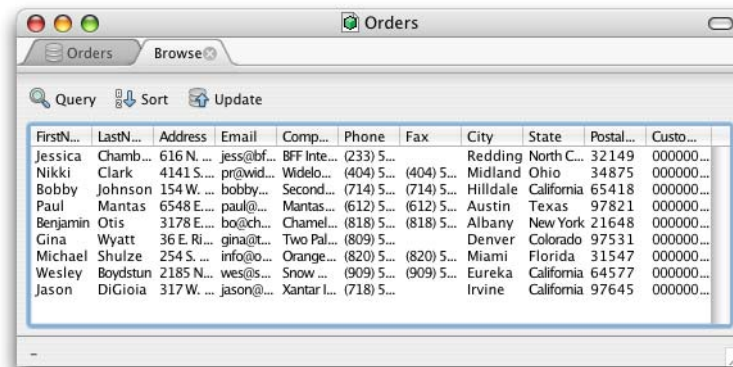 Orders
Orders Browse
Query Sort Update
FirstN... LastN... Address Email Comp... Phone Fax City State Postal... Custo...
Jessica Chamb... 616 N. ... jess@bf... BFF Inte... (233) 5... Redding North C... 32149 000000...
Nikki Clark 4141 S.... pr@wid... Widelo... (404) 5... (404) 5... Midland Ohio 34875 000000...
Bobby Johnson 154 W. ... bobby... Second... (714) 5... (714) 5... Hilldale California 65418 000000...
Paul Mantas 6548 E.... paul@... Mantas... (612) 5... (612) 5... Austin Texas 97821 000000...
Benjamin Otis 3178 E.... bo@ch... Chamel... (818) 5... (818) 5... Albany New York 21648 000000...
Gina Wyatt 36 E. Ri... gina@t... Two Pal... (809) 5... Denver Colorado 97531 000000...
Michael Shulze 254 S. ... info@o... Orange... (820) 5... (820) 5... Miami Florida 31547 000000...
Wesley Boydstun 2185 N... wes@s... Snow ... (909) 5... (909) 5... Eureka California 64577 000000...
Jason DiGioia 317 W. ... jason@... Xantar I... (718) 5... Irvine California 97645 000000...
–